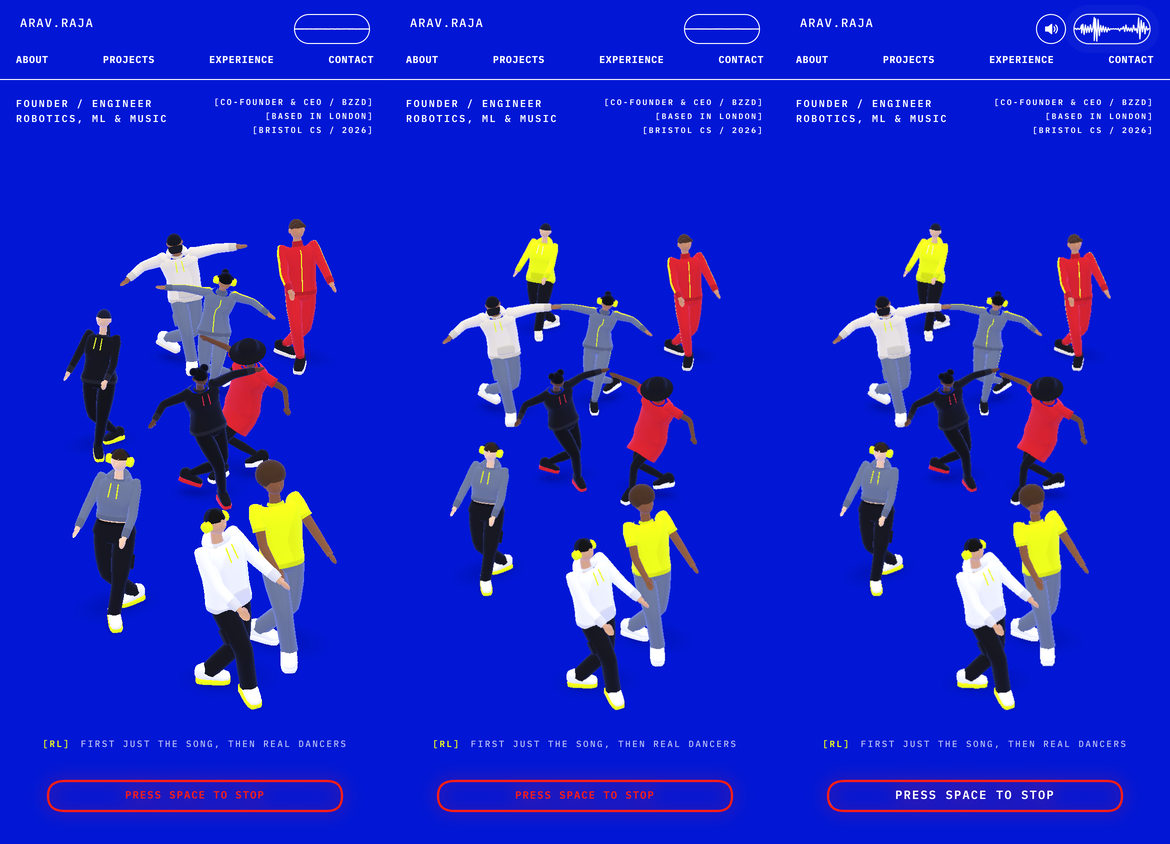 ARAV.RAJA
ABOUT PROJECTS EXPERIENCE CONTACT
FOUNDER / ENGINEER
ROBOTICS, ML & MUSIC
[CO-FOUNDER & CEO / BZZD]
[BASED IN LONDON]
[BRISTOL CS / 2026]
[RL] FIRST JUST THE SONG, THEN REAL DANCERS
PRESS SPACE TO STOP
ARAV.RAJA
ABOUT PROJECTS EXPERIENCE CONTACT
FOUNDER / ENGINEER
ROBOTICS, ML & MUSIC
[CO-FOUNDER & CEO / BZZD]
[BASED IN LONDON]
[BRISTOL CS / 2026]
[RL] FIRST JUST THE SONG, THEN REAL DANCERS
PRESS SPACE TO STOP
ARAV.RAJA
ABOUT PROJECTS EXPERIENCE CONTACT
FOUNDER / ENGINEER
ROBOTICS, ML & MUSIC
[CO-FOUNDER & CEO / BZZD]
[BASED IN LONDON]
[BRISTOL CS / 2026]
[RL] FIRST JUST THE SONG, THEN REAL DANCERS
PRESS SPACE TO STOP